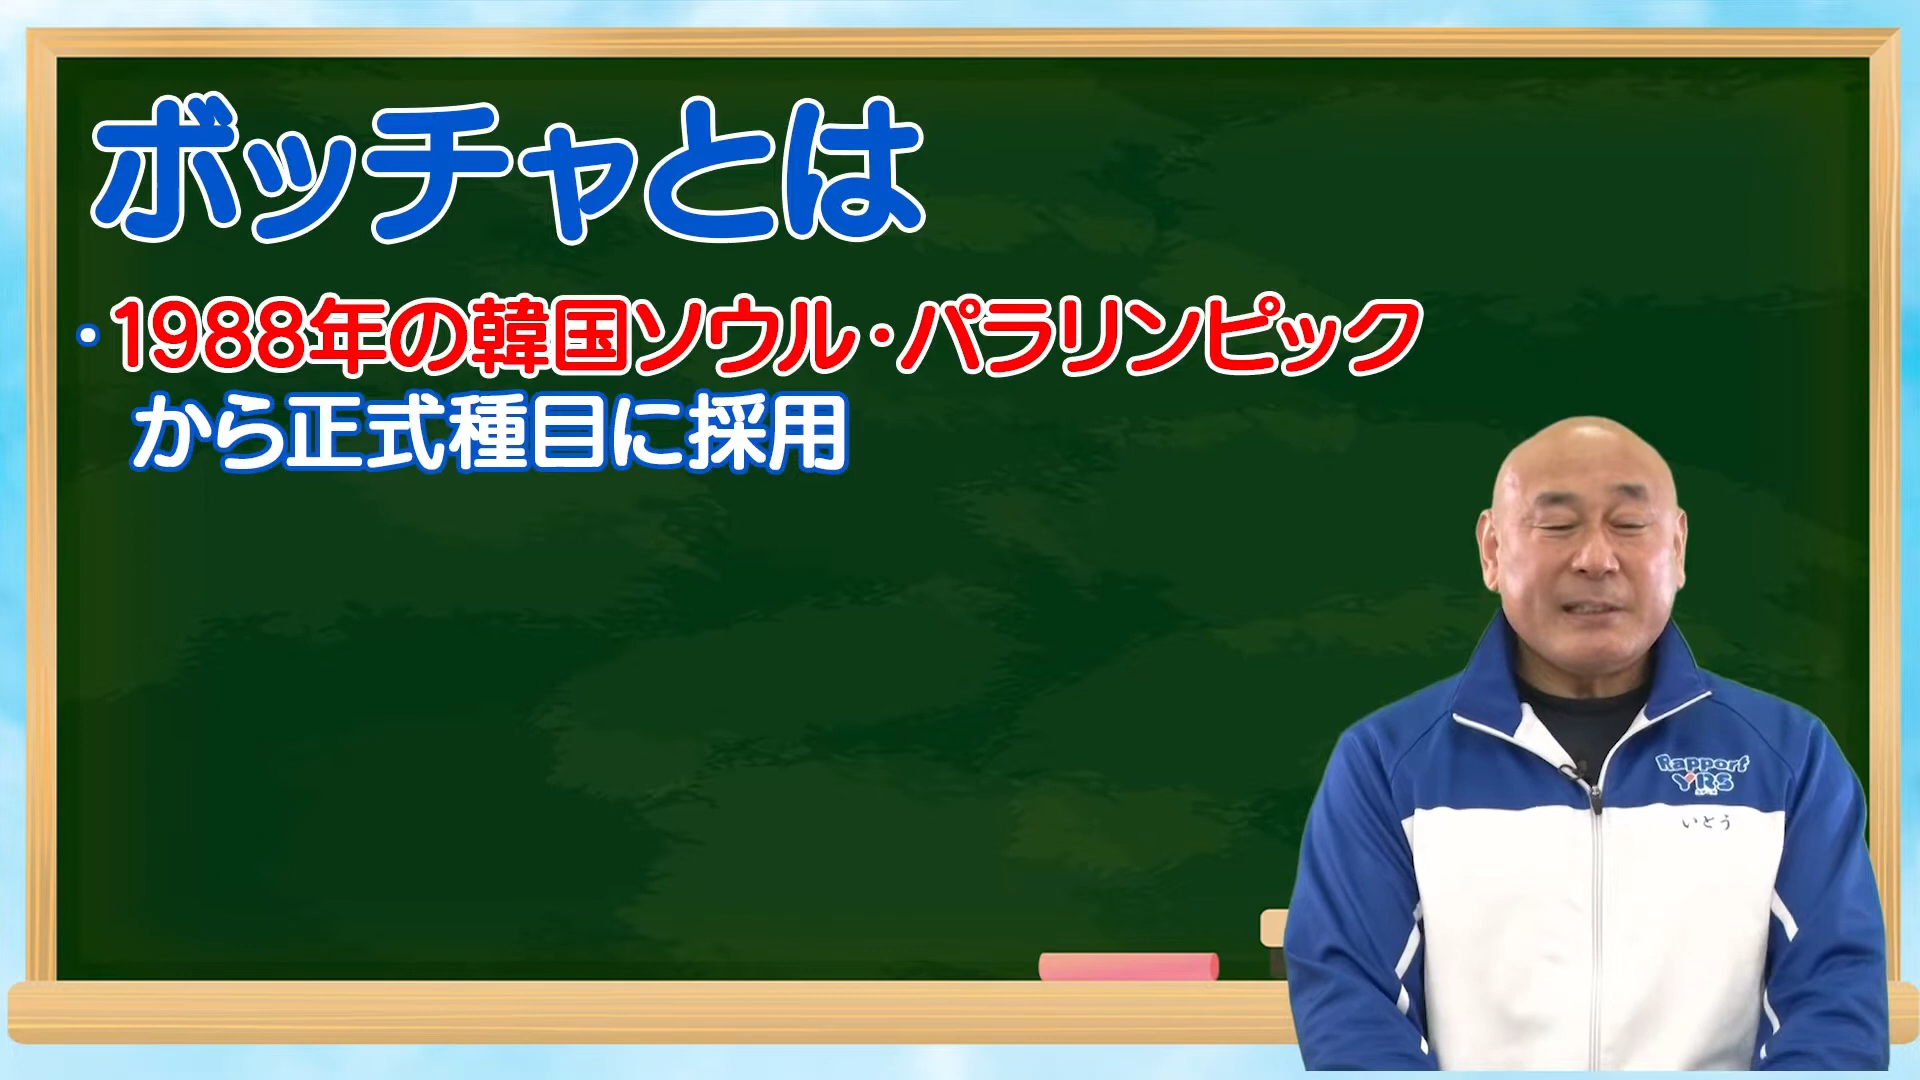 ボッチャとは
・1988年の韓国ソウル・パラリンピック
から正式種目に採用
Rapport
YRS
いとう